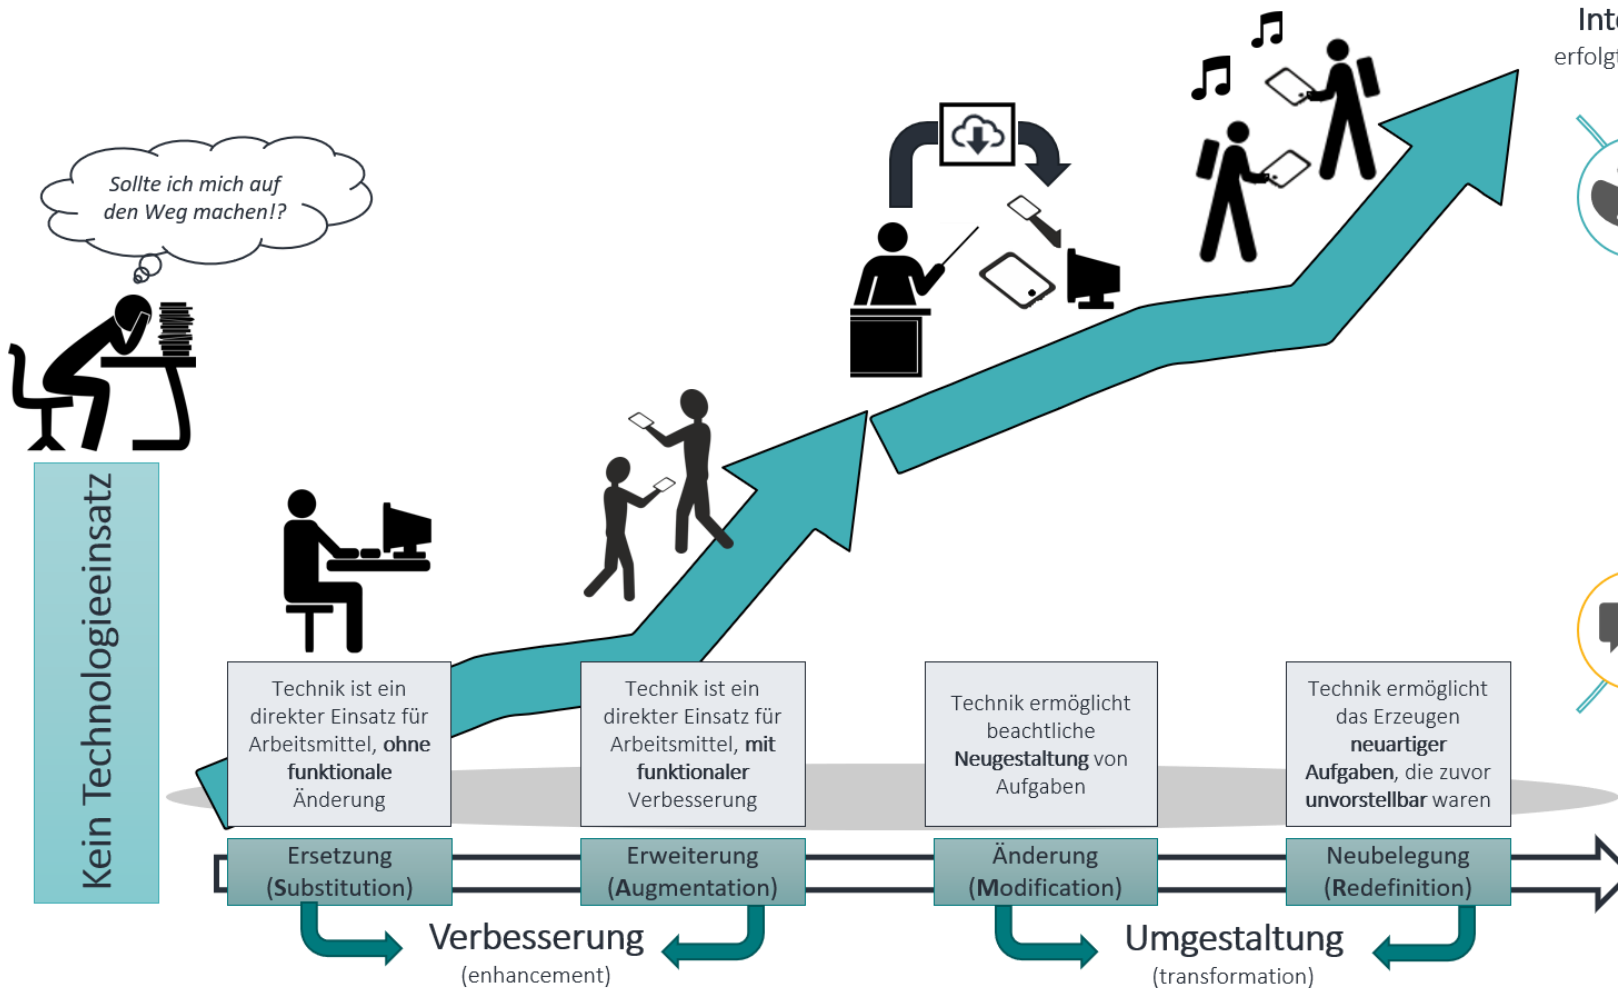 Sollte ich mich auf
den Weg machen!?
Kein Technologieeinsatz
Technik ist ein
direkter Einsatz für
Arbeitsmittel, ohne
funktionale
Änderung
Technik ist ein
direkter Einsatz für
Arbeitsmittel, mit
funktionaler
Verbesserung
Technik ermöglicht
beachtliche
Neugestaltung von
Aufgaben
Technik ermöglicht
das Erzeugen
neuartiger
Aufgaben, die zuvor
unvorstellbar waren
Ersetzung
(Substitution)
Erweiterung
(Augmentation)
Änderung
(Modification)
Neubelegung
(Redefinition)
Verbesserung
(enhancement)
Umgestaltung
(transformation)
erfolgt